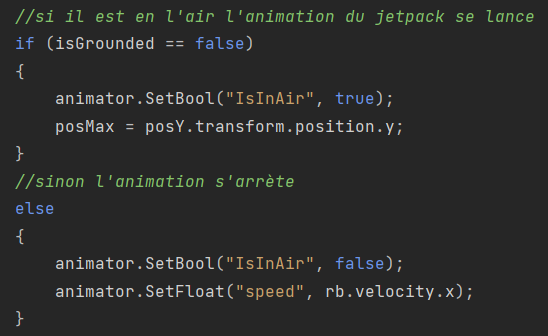 //si il est en l'air l'animation du jetpack se lance
if (isGrounded == false)
{
    animator.SetBool("IsInAir", true);
    posMax = posY.transform.position.y;
}
//sinon l'animation s'arrète
else
{
    animator.SetBool("IsInAir", false);
    animator.SetFloat("speed", rb.velocity.x);
}